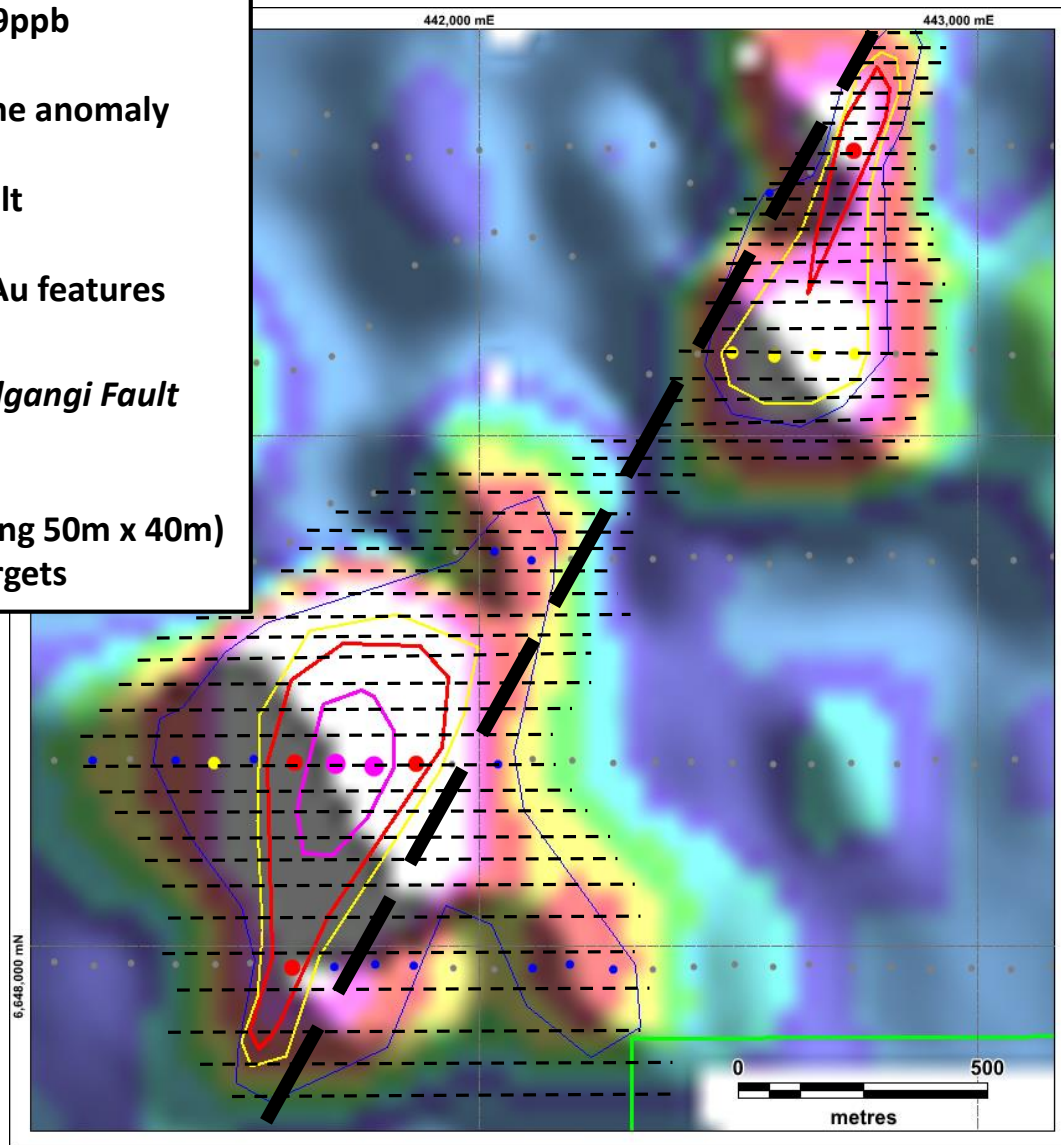 442,000 mE
443,000 mE
9ppb
ne anomaly
lt
Au features
lgangi Fault
ng 50m x 40m)
rgets
6,648,000 mN
0
500
metres